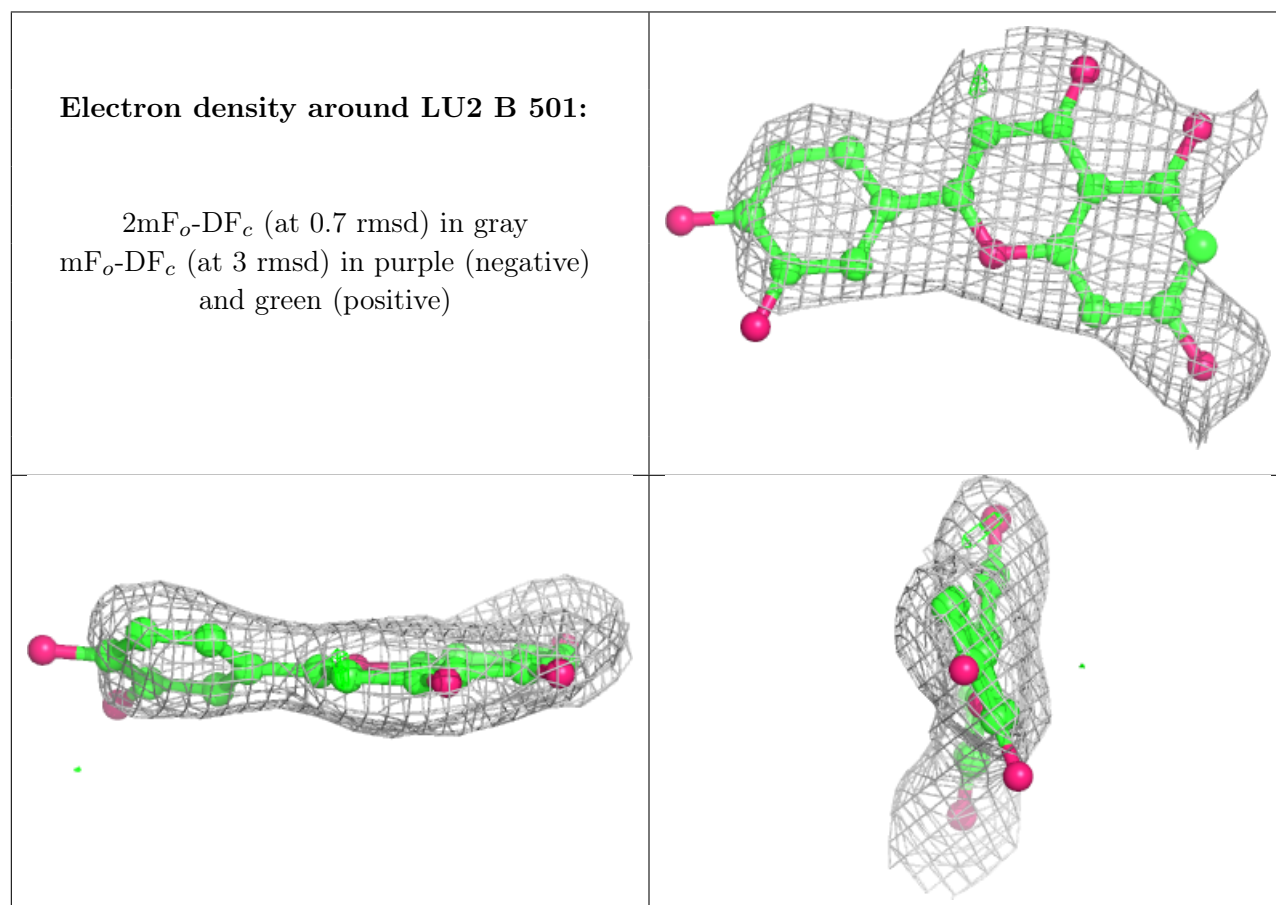 Electron density around LU2 B 501:
2mFo-DFc (at 0.7 rmsd) in gray
mFo-DFc (at 3 rmsd) in purple (negative)
and green (positive)